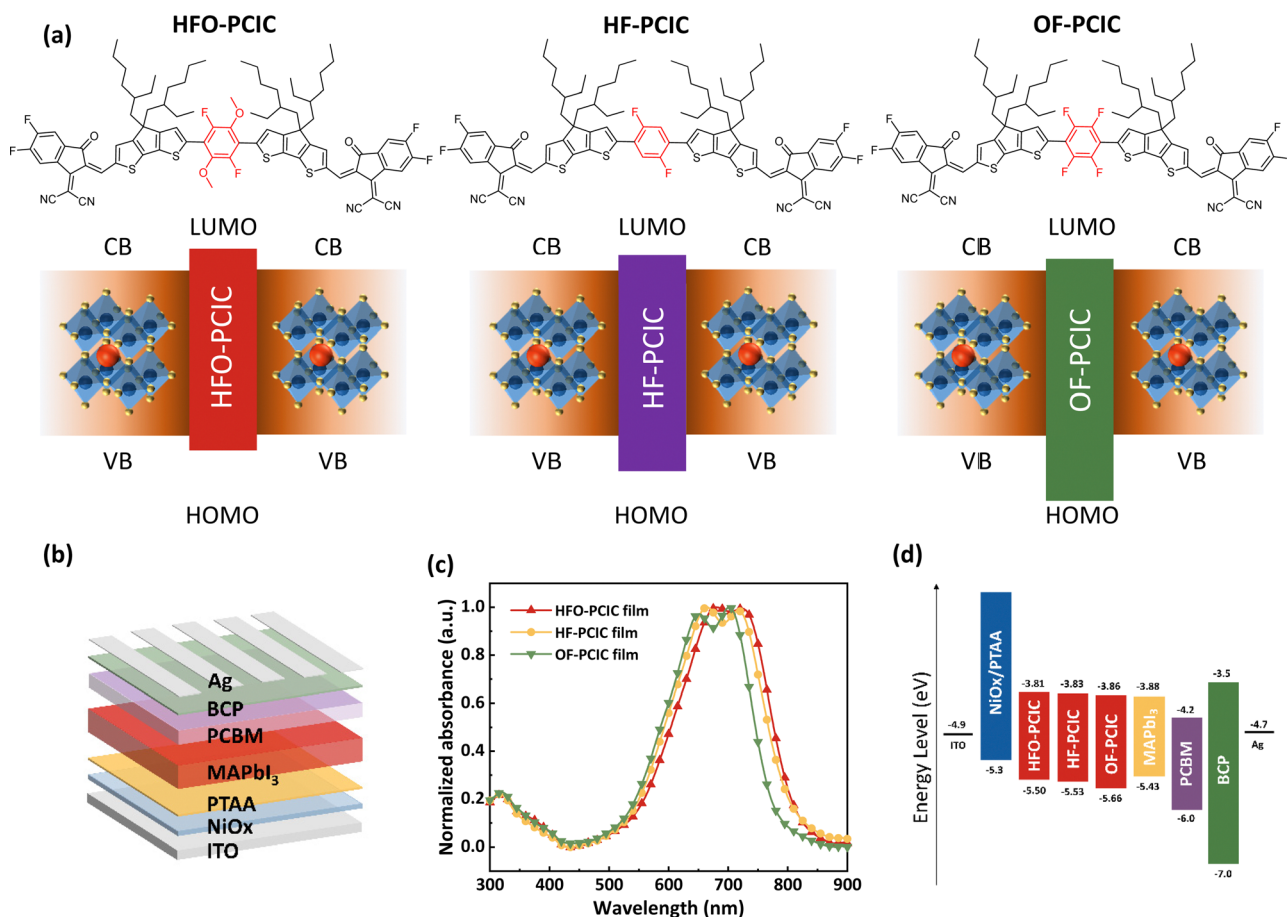 (a)
HFO-PCIC
HF-PCIC
OF-PCIC
F
F
O
F
O
O
F
S
S
S
S
O
F
F
NC
CN
NC
CN
F
F
O
F
F
S
S
S
S
O
F
F
NC
CN
NC
CN
F
F
O
F
F
F
F
S
S
S
S
O
F
NC
CN
NC
CN
LUMO
CB
CB
HFO-PCIC
VB
VB
HOMO
LUMO
CB
CB
HF-PCIC
VB
VB
HOMO
LUMO
CB
CB
OF-PCIC
VB
VB
HOMO
(b)
Ag
BCP
PCBM
MAPbI3
PTAA
NiOx
ITO
(c)
Normalized absorbance (a.u.)
1.0
0.8
0.6
0.4
0.2
0.0
HFO-PCIC film
HF-PCIC film
OF-PCIC film
300 400 500 600 700 800 900
Wavelength (nm)
(d)
Energy Level (eV)
-4.9
ITO
NiOx/PTAA
-5.3
-3.81
HFO-PCIC
-5.50
-3.83
HF-PCIC
-5.53
-3.86
OF-PCIC
-5.66
-3.88
MAPbI3
-5.43
-4.2
PCBM
-6.0
-3.5
BCP
-7.0
-4.7
Ag